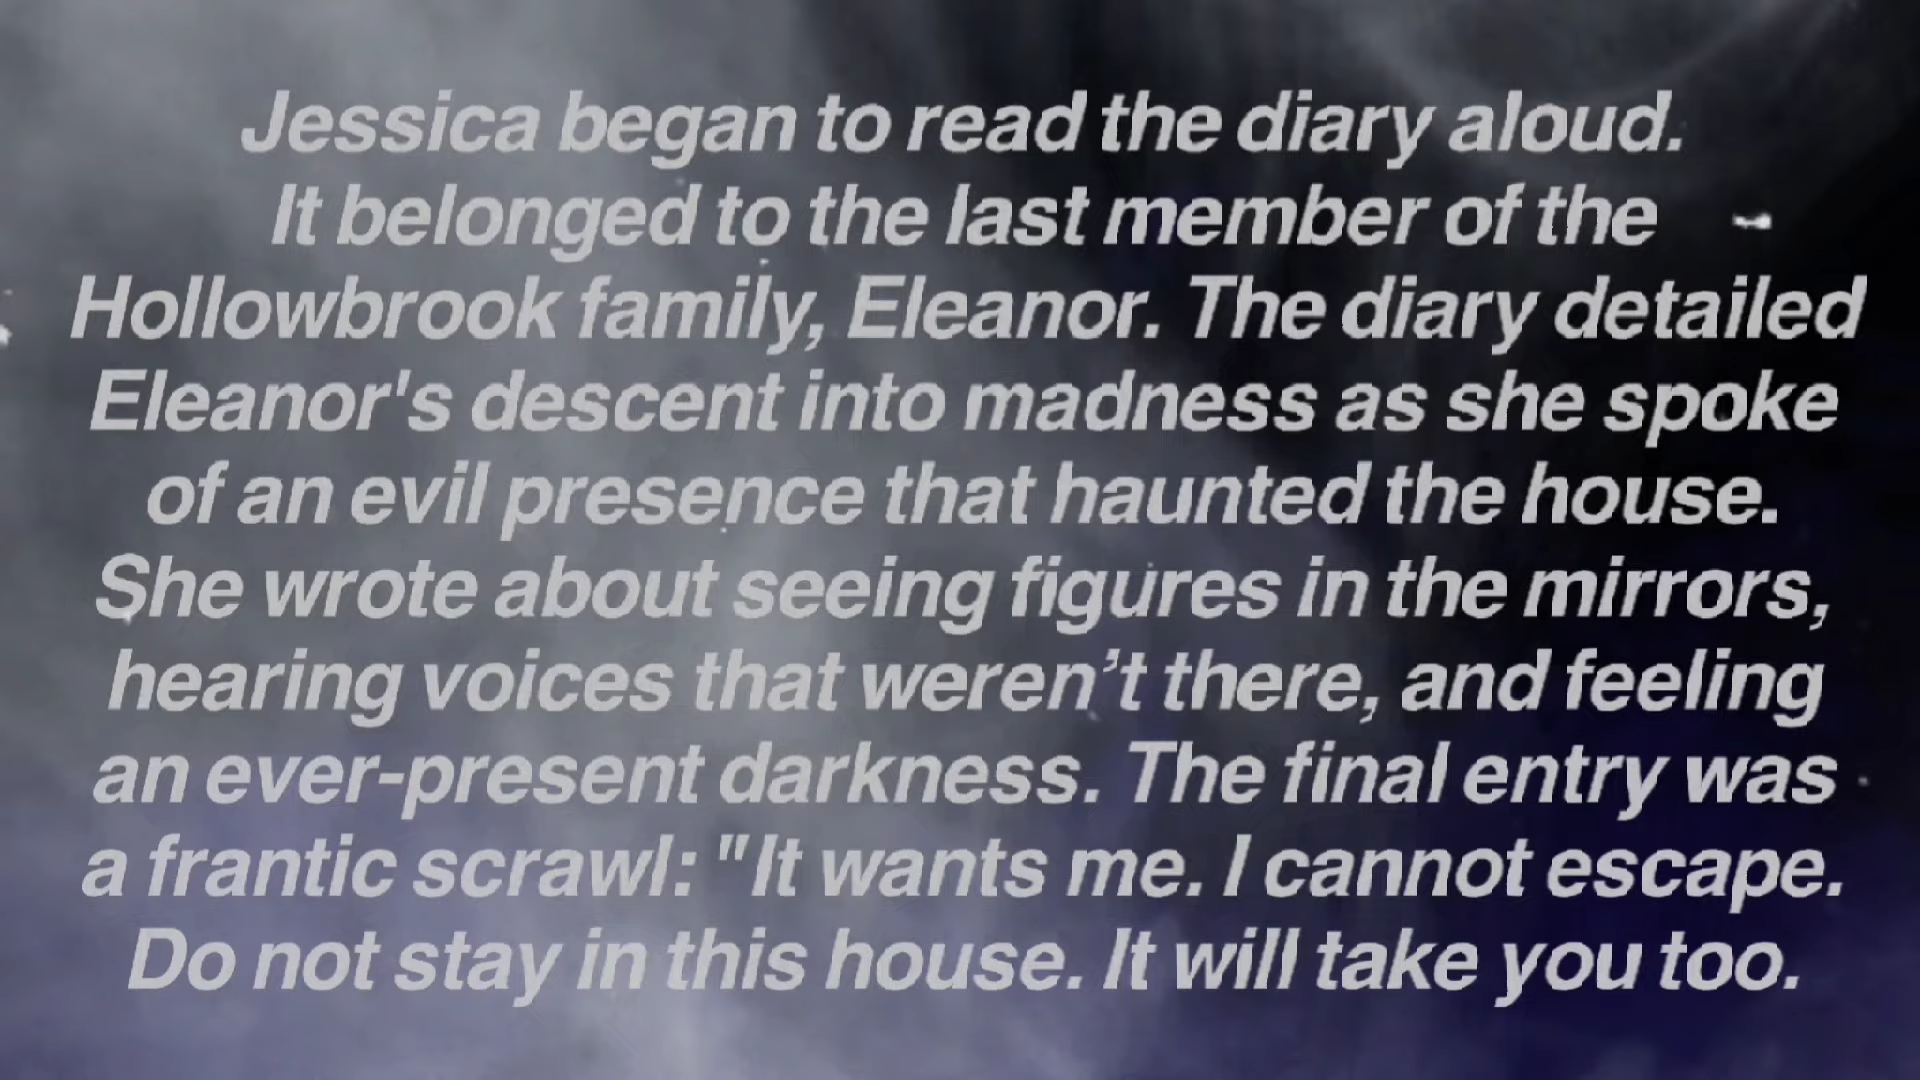 Jessica began to read the diary aloud.
It belonged to the last member of the
Hollowbrook family, Eleanor. The diary detailed
Eleanor's descent into madness as she spoke
of an evil presence that haunted the house.
She wrote about seeing figures in the mirrors,
hearing voices that weren’t there, and feeling
an ever-present darkness. The final entry was
a frantic scrawl: "It wants me. I cannot escape.
Do not stay in this house. It will take you too.